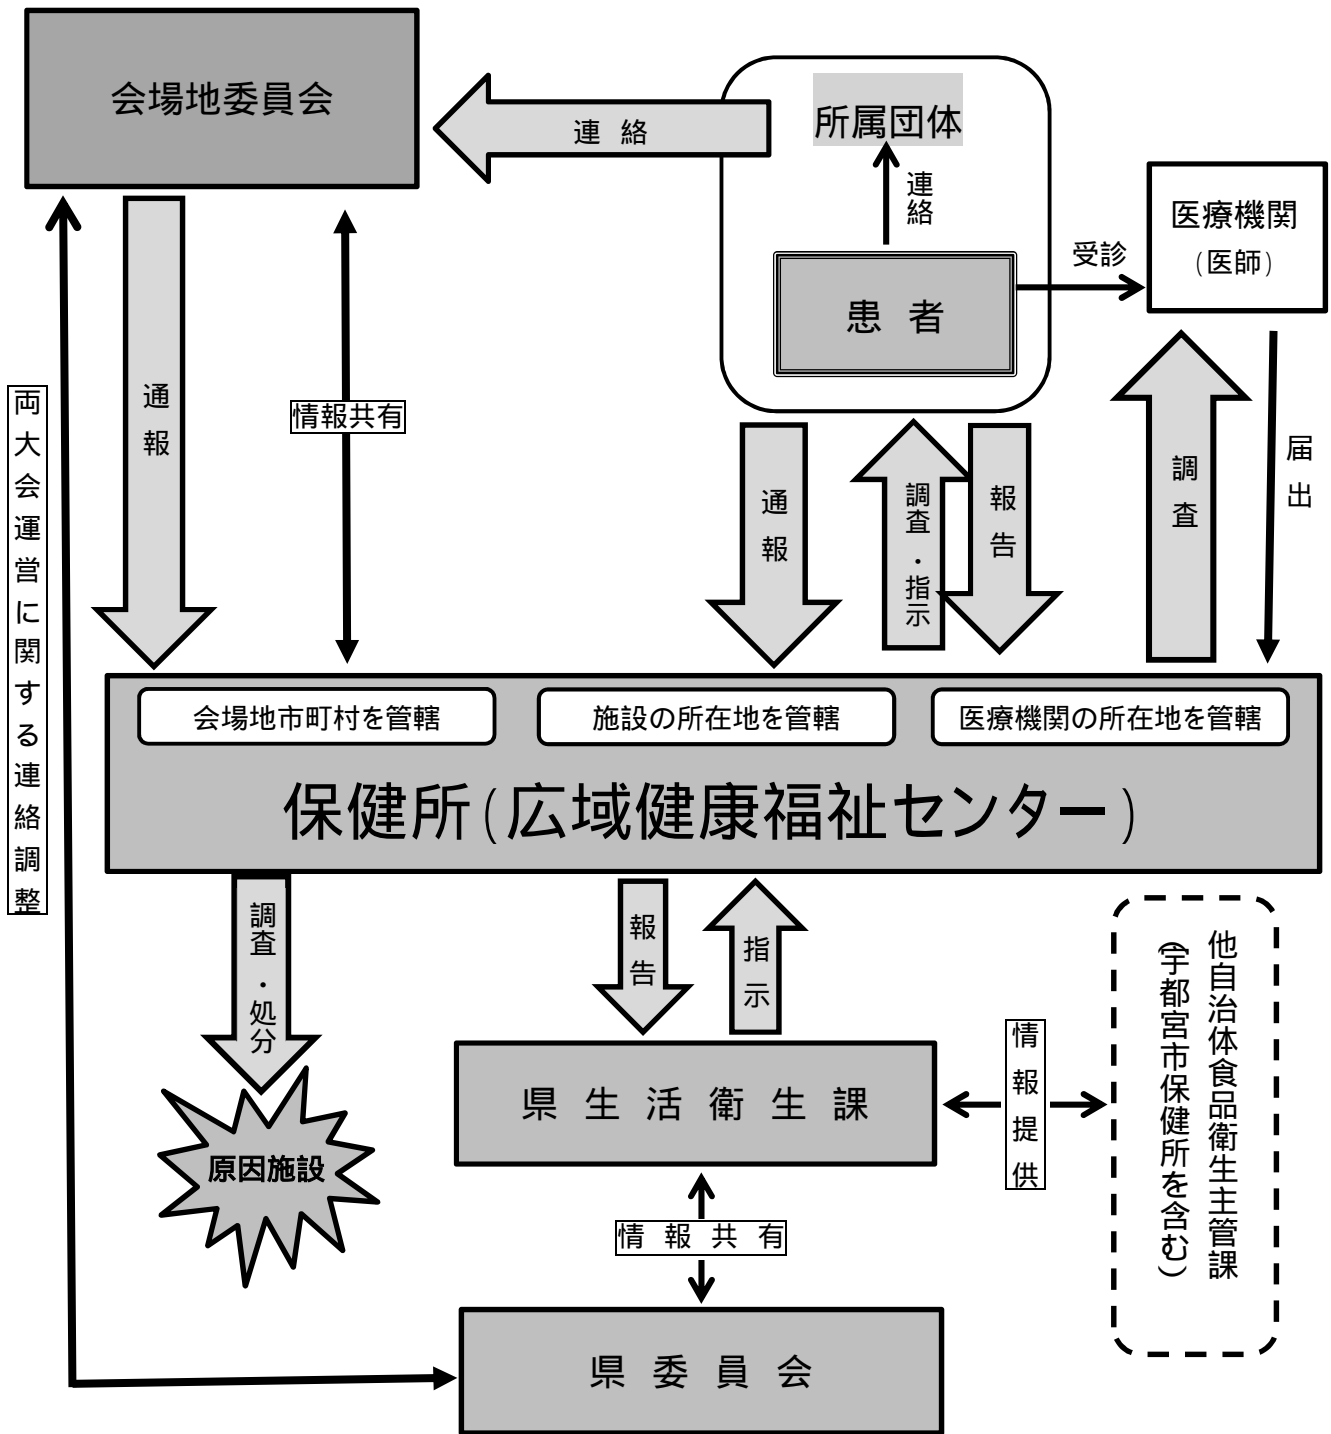 会場地委員会
連絡
所属団体
連絡
患者
受診
医療機関
(医師)
両大会運営に関する連絡調整
通報
情報共有
通報
調査・指示
報告
調査
届出
会場地市町村を管轄
施設の所在地を管轄
医療機関の所在地を管轄
保健所(広域健康福祉センター)
調査・処分
報告
指示
原因施設
県生活衛生課
情報提供
他自治体食品衛生主管課
(宇都宮市保健所を含む)
情報共有
県委員会